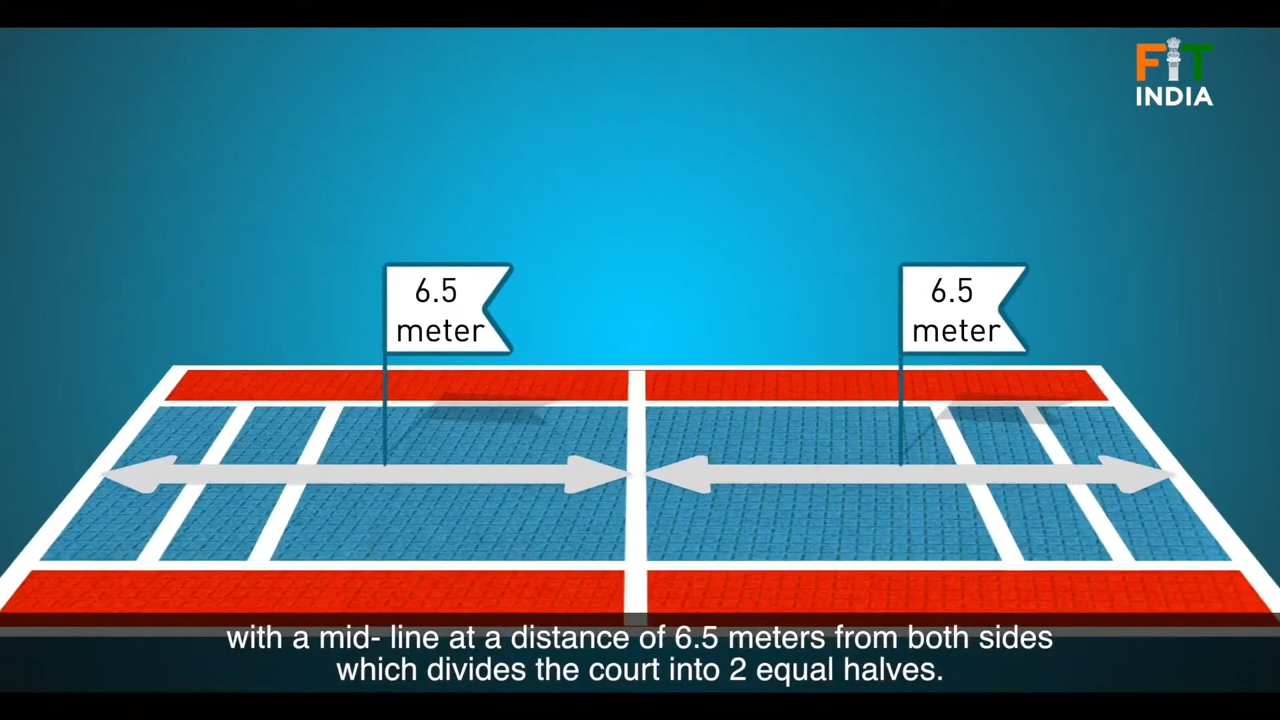 FIT
INDIA
6.5
meter
6.5
meter
with a mid- line at a distance of 6.5 meters from both sides
which divides the court into 2 equal halves.